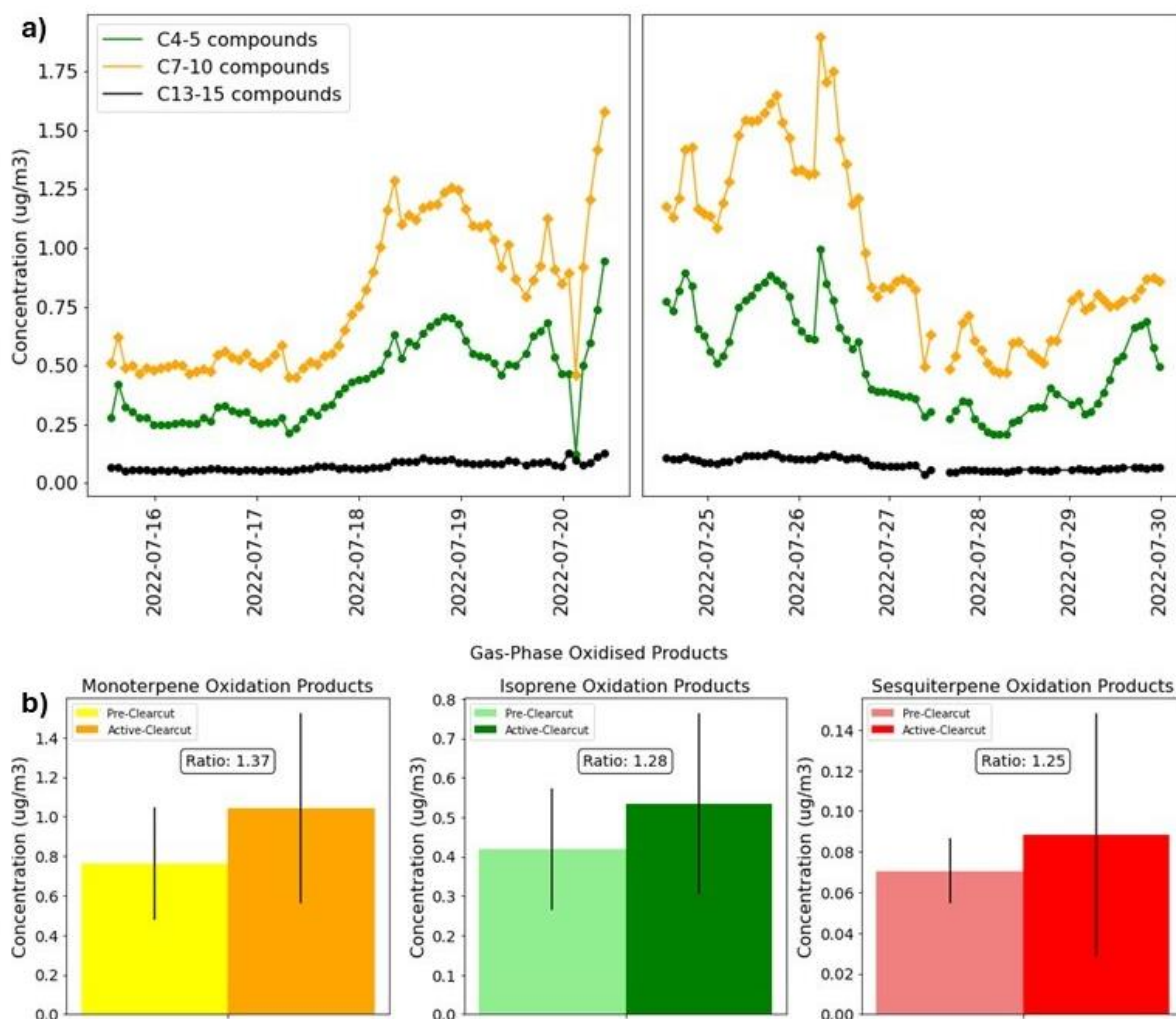 a)
C4-5 compounds
C7-10 compounds
C13-15 compounds
Concentration (ug/m3)
1.75
1.50
1.25
1.00
0.75
0.50
0.25
0.00
2022-07-16
2022-07-17
2022-07-18
2022-07-19
2022-07-20
2022-07-25
2022-07-26
2022-07-27
2022-07-28
2022-07-29
2022-07-30
Gas-Phase Oxidised Products
b)
Monoterpene Oxidation Products
Pre-Clearcut
Active-Clearcut
Ratio: 1.37
Concentration (ug/m3)
1.4
1.2
1.0
0.8
0.6
0.4
0.2
0.0
Isoprene Oxidation Products
Pre-Clearcut
Active-Clearcut
Ratio: 1.28
Concentration (ug/m3)
0.8
0.7
0.6
0.5
0.4
0.3
0.2
0.1
0.0
Sesquiterpene Oxidation Products
Pre-Clearcut
Active-Clearcut
Ratio: 1.25
Concentration (ug/m3)
0.14
0.12
0.10
0.08
0.06
0.04
0.02
0.00